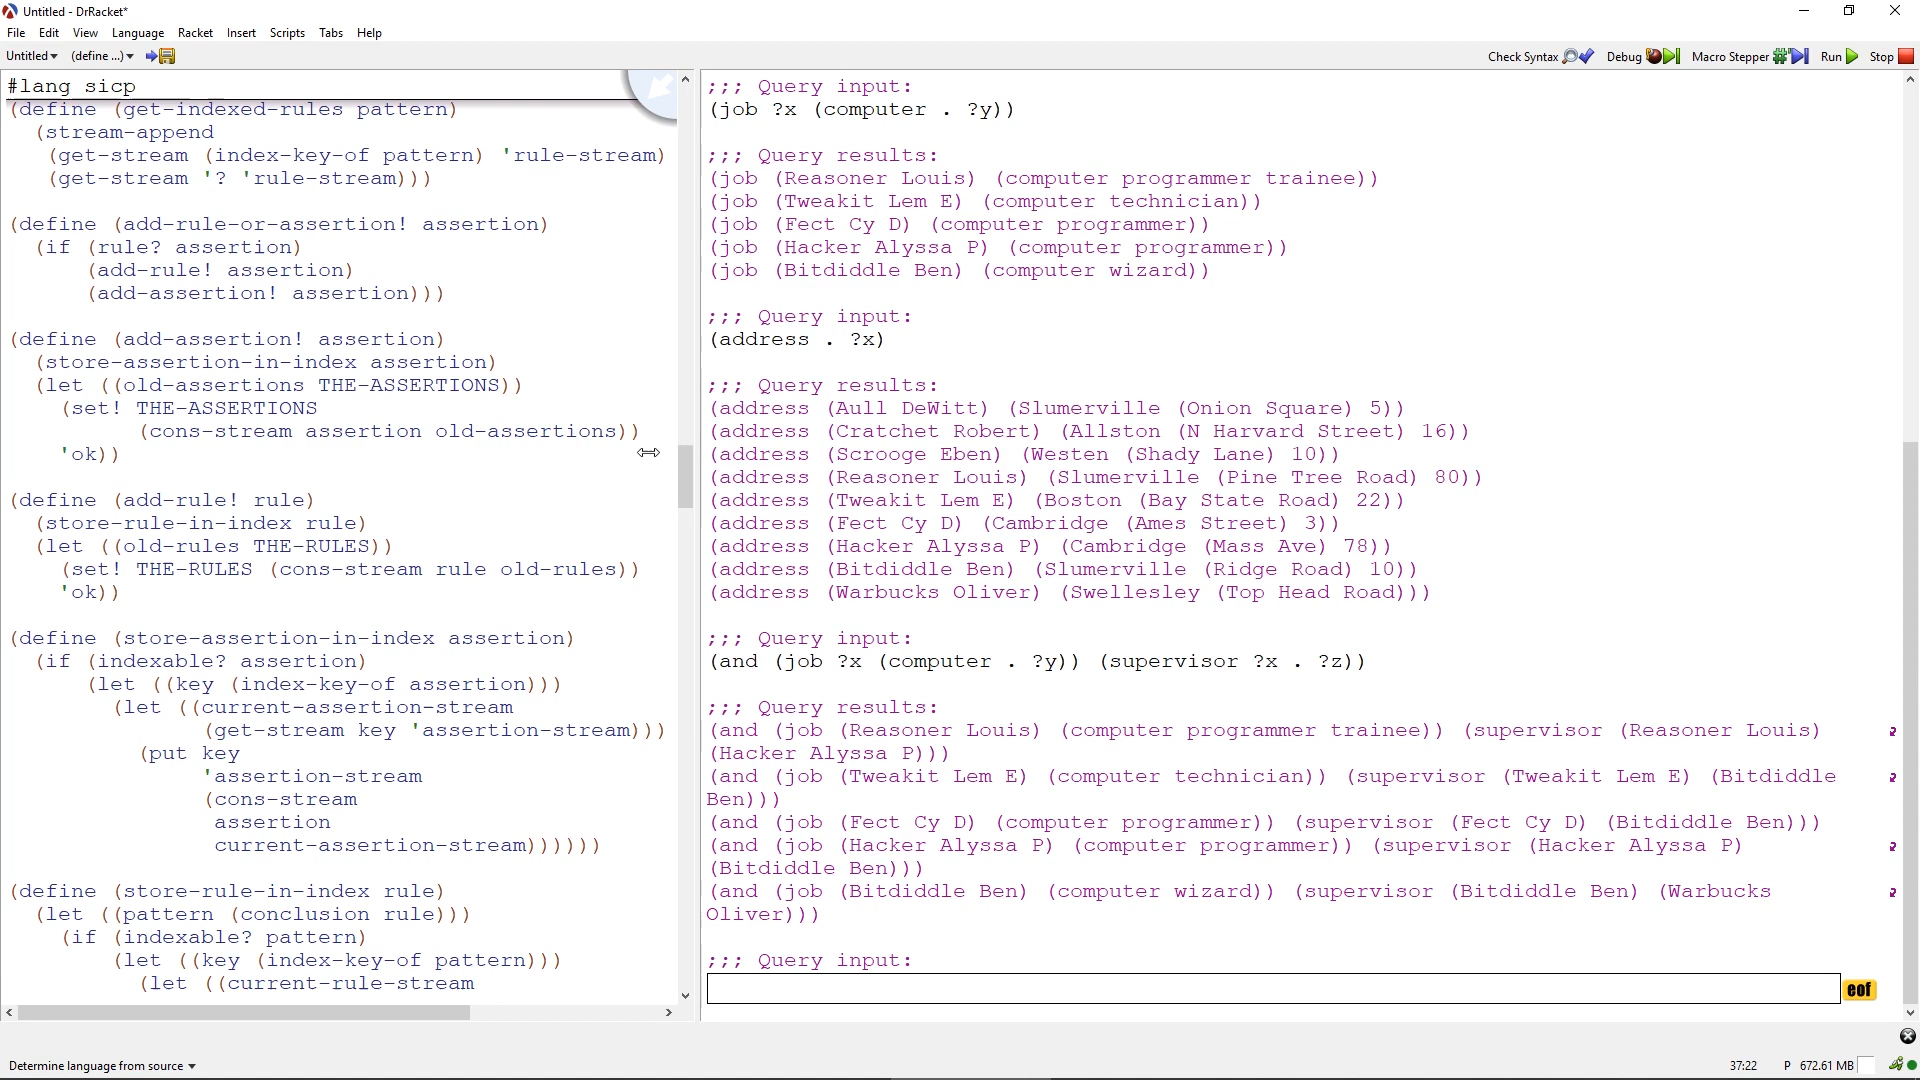 Untitled - DrRacket*
File Edit View Language Racket Insert Scripts Tabs Help
Untitled (define ...)
Check Syntax Debug Macro Stepper Run Stop
#lang sicp
(define (get-indexed-rules pattern)
(stream-append
(get-stream (index-key-of pattern) 'rule-stream)
(get-stream '? 'rule-stream)))
(define (add-rule-or-assertion! assertion)
(if (rule? assertion)
(add-rule! assertion)
(add-assertion! assertion)))
(define (add-assertion! assertion)
(store-assertion-in-index assertion)
(let ((old-assertions THE-ASSERTIONS))
(set! THE-ASSERTIONS
(cons-stream assertion old-assertions))
'ok))
(define (add-rule! rule)
(store-rule-in-index rule)
(let ((old-rules THE-RULES))
(set! THE-RULES (cons-stream rule old-rules))
'ok))
(define (store-assertion-in-index assertion)
(if (indexable? assertion)
(let ((key (index-key-of assertion)))
(let ((current-assertion-stream
(get-stream key 'assertion-stream)))
(put key
'assertion-stream
(cons-stream
assertion
current-assertion-stream))))))
(define (store-rule-in-index rule)
(let ((pattern (conclusion rule)))
(if (indexable? pattern)
(let ((key (index-key-of pattern)))
(let ((current-rule-stream
;;; Query input:
(job ?x (computer . ?y))
;;; Query results:
(job (Reasoner Louis) (computer programmer trainee))
(job (Tweakit Lem E) (computer technician))
(job (Fect Cy D) (computer programmer))
(job (Hacker Alyssa P) (computer programmer))
(job (Bitdiddle Ben) (computer wizard))
;;; Query input:
(address . ?x)
;;; Query results:
(address (Aull DeWitt) (Slumerville (Onion Square) 5))
(address (Cratchet Robert) (Allston (N Harvard Street) 16))
(address (Scrooge Eben) (Westen (Shady Lane) 10))
(address (Reasoner Louis) (Slumerville (Pine Tree Road) 80))
(address (Tweakit Lem E) (Boston (Bay State Road) 22))
(address (Fect Cy D) (Cambridge (Ames Street) 3))
(address (Hacker Alyssa P) (Cambridge (Mass Ave) 78))
(address (Bitdiddle Ben) (Slumerville (Ridge Road) 10))
(address (Warbucks Oliver) (Swellesley (Top Head Road)))
;;; Query input:
(and (job ?x (computer . ?y)) (supervisor ?x . ?z))
;;; Query results:
(and (job (Reasoner Louis) (computer programmer trainee)) (supervisor (Reasoner Louis)
(Hacker Alyssa P)))
(and (job (Tweakit Lem E) (computer technician)) (supervisor (Tweakit Lem E) (Bitdiddle
Ben)))
(and (job (Fect Cy D) (computer programmer)) (supervisor (Fect Cy D) (Bitdiddle Ben)))
(and (job (Hacker Alyssa P) (computer programmer)) (supervisor (Hacker Alyssa P)
(Bitdiddle Ben)))
(and (job (Bitdiddle Ben) (computer wizard)) (supervisor (Bitdiddle Ben) (Warbucks
Oliver)))
;;; Query input:
eof
Determine language from source
37:22 P 672.61 MB